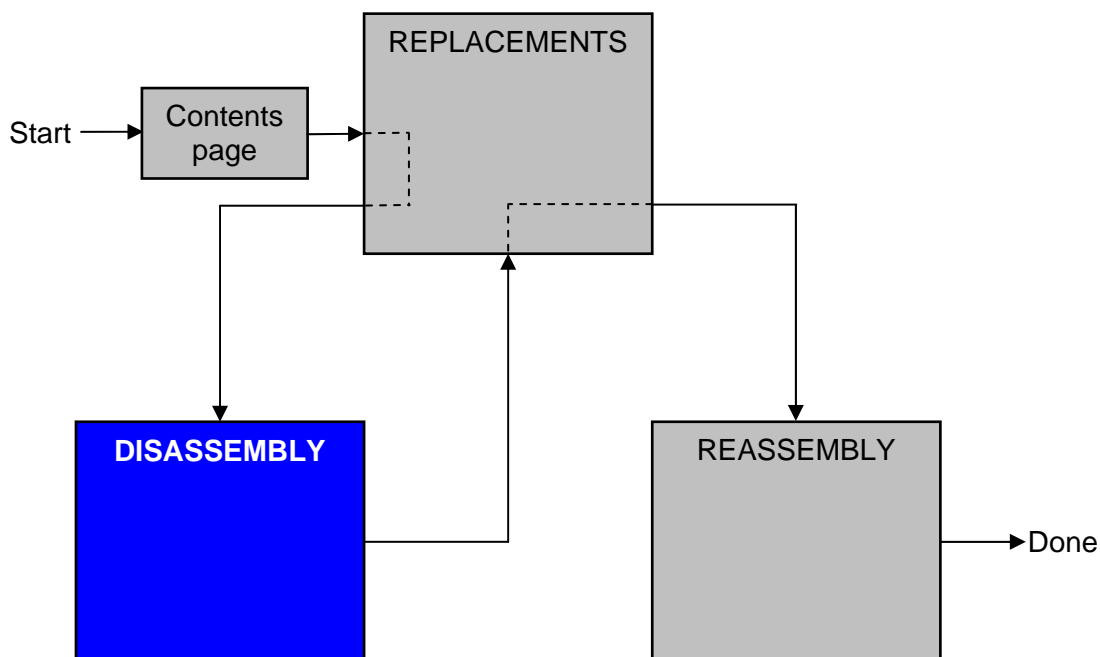 REPLACEMENTS
Start
Contents
page
DISASSEMBLY
REASSEMBLY
Done